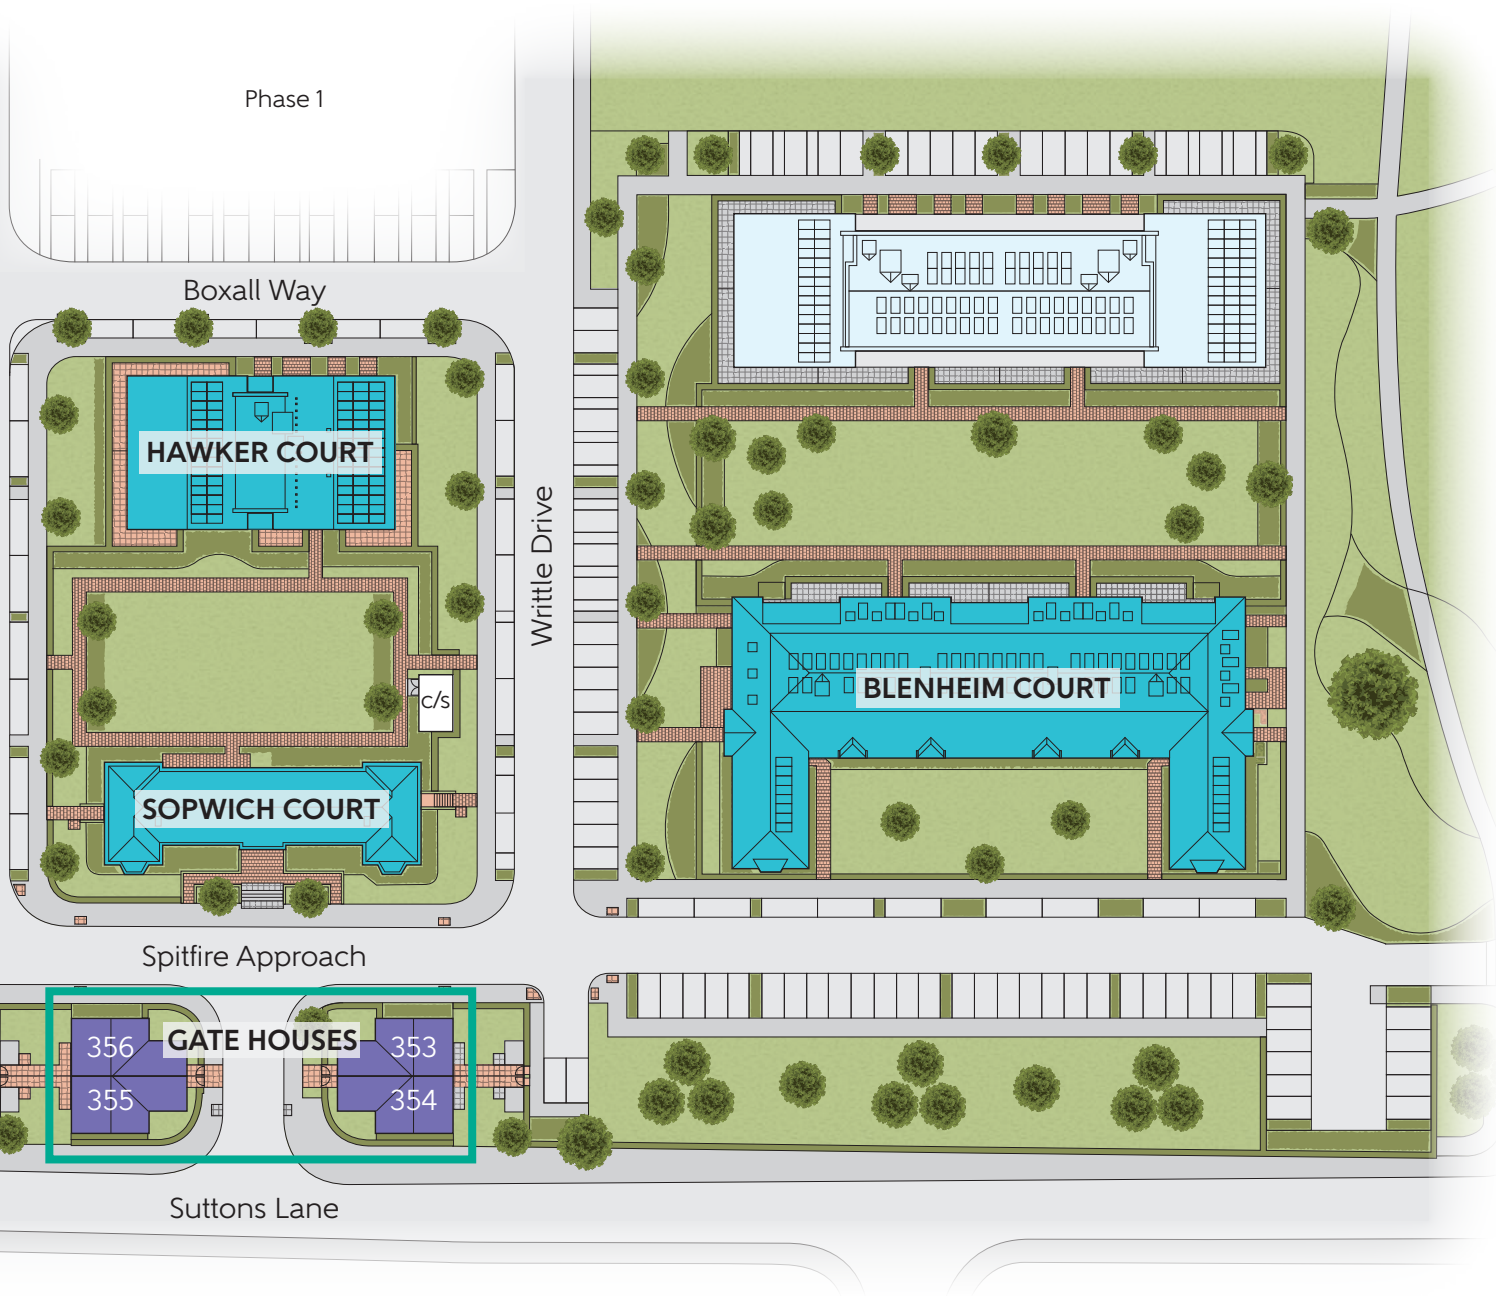 Phase 1
Boxall Way
HAWKER COURT
Writtle Drive
c/s
BLENHEIM COURT
SOPWICH COURT
Spitfire Approach
356
GATE HOUSES
353
355
354
Suttons Lane